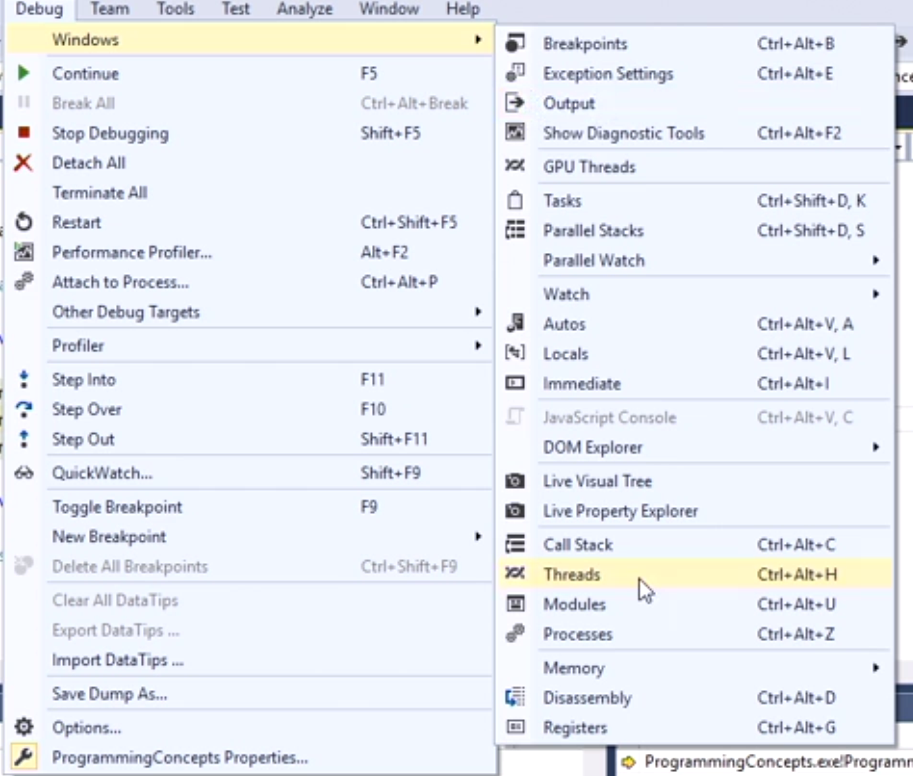 Debug Team Tools Test Analyze Window Help
Windows
Continue F5
Break All Ctrl+Alt+Break
Stop Debugging Shift+F5
Detach All
Terminate All
Restart Ctrl+Shift+F5
Performance Profiler... Alt+F2
Attach to Process... Ctrl+Alt+P
Other Debug Targets
Profiler
Step Into F11
Step Over F10
Step Out Shift+F11
QuickWatch... Shift+F9
Toggle Breakpoint F9
New Breakpoint
Delete All Breakpoints Ctrl+Shift+F9
Clear All DataTips
Export DataTips ...
Import DataTips ...
Save Dump As...
Options...
ProgrammingConcepts Properties...
Breakpoints Ctrl+Alt+B
Exception Settings Ctrl+Alt+E
Output
Show Diagnostic Tools Ctrl+Alt+F2
GPU Threads
Tasks Ctrl+Shift+D, K
Parallel Stacks Ctrl+Shift+D, S
Parallel Watch
Watch
Autos Ctrl+Alt+V, A
Locals Ctrl+Alt+V, L
Immediate Ctrl+Alt+I
JavaScript Console Ctrl+Alt+V, C
DOM Explorer
Live Visual Tree
Live Property Explorer
Call Stack Ctrl+Alt+C
Threads Ctrl+Alt+H
Modules Ctrl+Alt+U
Processes Ctrl+Alt+Z
Memory
Disassembly Ctrl+Alt+D
Registers Ctrl+Alt+G
ProgrammingConcepts.exe!Programm